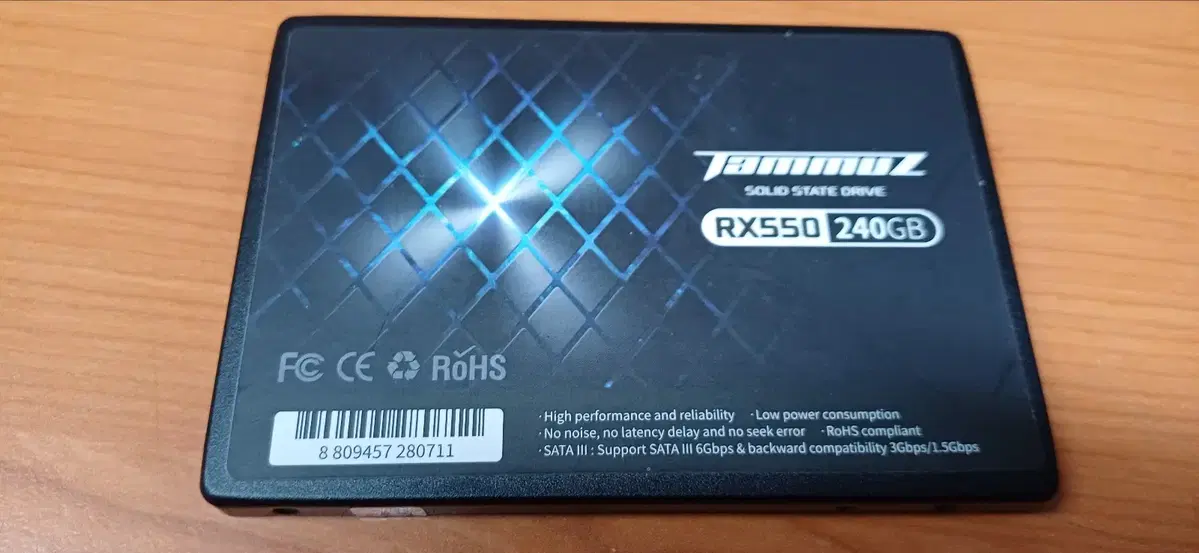 Tammuz
SOLID STATE DRIVE
RX550 240GB
FC CE RoHS
8 809457 280711
·High performance and reliability ·Low power consumption
·No noise, no latency delay and no seek error ·RoHS compliant
·SATA III : Support SATA III 6Gbps & backward compatibility 3Gbps/1.5Gbps